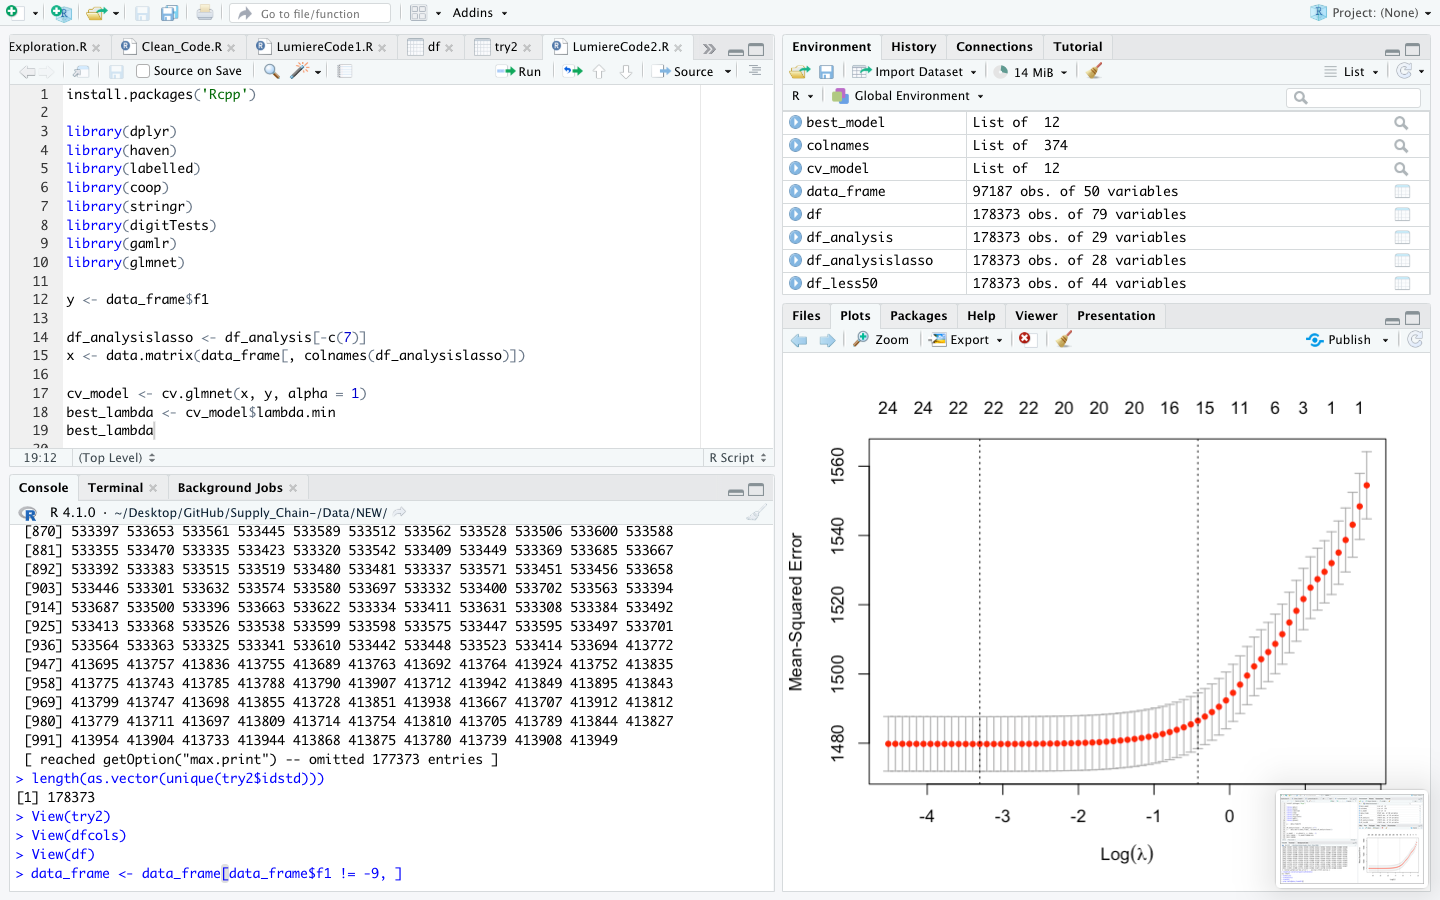 Go to file/function
Addins
Project: (None)
Exploration.R
Clean_Code.R
LumiereCode1.R
df
try2
LumiereCode2.R
Source on Save
Run
Source
1 install.packages('Rcpp')
2
3 library(dplyr)
4 library(haven)
5 library(labelled)
6 library(coop)
7 library(stringr)
8 library(digitTests)
9 library(gamlr)
10 library(glmnet)
11
12 y <- data_frame$f1
13
14 df_analysislasso <- df_analysis[-c(7)]
15 x <- data.matrix(data_frame[, colnames(df_analysislasso)])
16
17 cv_model <- cv.glmnet(x, y, alpha = 1)
18 best_lambda <- cv_model$lambda.min
19 best_lambda
19:12 (Top Level) R Script
Console Terminal Background Jobs
R 4.1.0 · ~/Desktop/GitHub/Supply_Chain~/Data/NEW/
[870] 533397 533653 533561 533445 533589 533512 533562 533528 533506 533600 533588
[881] 533355 533470 533335 533423 533320 533542 533409 533449 533369 533685 533667
[892] 533392 533383 533515 533519 533480 533481 533337 533571 533451 533456 533658
[903] 533446 533301 533632 533574 533580 533697 533332 533400 533702 533563 533394
[914] 533687 533500 533396 533663 533622 533334 533411 533631 533308 533384 533492
[925] 533413 533368 533526 533538 533599 533598 533575 533447 533595 533497 533701
[936] 533564 533363 533325 533341 533610 533442 533448 533523 533414 533694 413772
[947] 413695 413757 413836 413755 413689 413763 413692 413764 413924 413752 413835
[958] 413775 413743 413785 413788 413790 413907 413712 413942 413849 413895 413843
[969] 413799 413747 413698 413855 413728 413851 413938 413667 413707 413912 413812
[980] 413779 413711 413697 413809 413714 413754 413810 413705 413789 413844 413827
[991] 413954 413904 413733 413944 413868 413875 413780 413739 413908 413949
[ reached getOption("max.print") -- omitted 177373 entries ]
> length(as.vector(unique(try2$idstd)))
[1] 178373
> View(try2)
> View(dfcols)
> View(df)
> data_frame <- data_frame[data_frame$f1 != -9, ]
Environment History Connections Tutorial
Import Dataset 14 MiB List
R Global Environment
best_model List of 12
colnames List of 374
cv_model List of 12
data_frame 97187 obs. of 50 variables
df 178373 obs. of 79 variables
df_analysis 178373 obs. of 29 variables
df_analysislasso 178373 obs. of 28 variables
df_less50 178373 obs. of 44 variables
Files Plots Packages Help Viewer Presentation
Zoom Export Publish
24 24 22 22 22 20 20 20 16 15 11 6 3 1 1
1560
1540
1520
1500
1480
Mean-Squared Error
-4 -3 -2 -1 0
Log(λ)